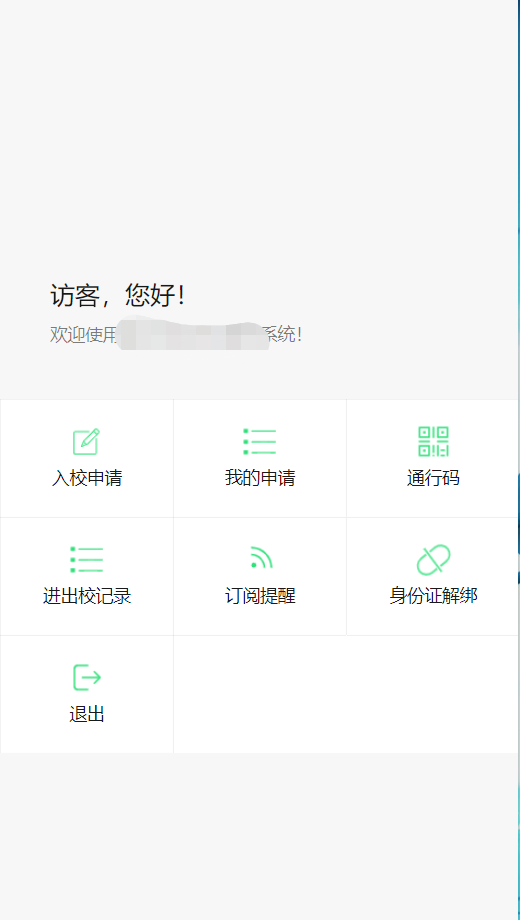 访客，您好！
欢迎使用系统！
入校申请
我的申请
通行码
进出校记录
订阅提醒
身份证解绑
退出